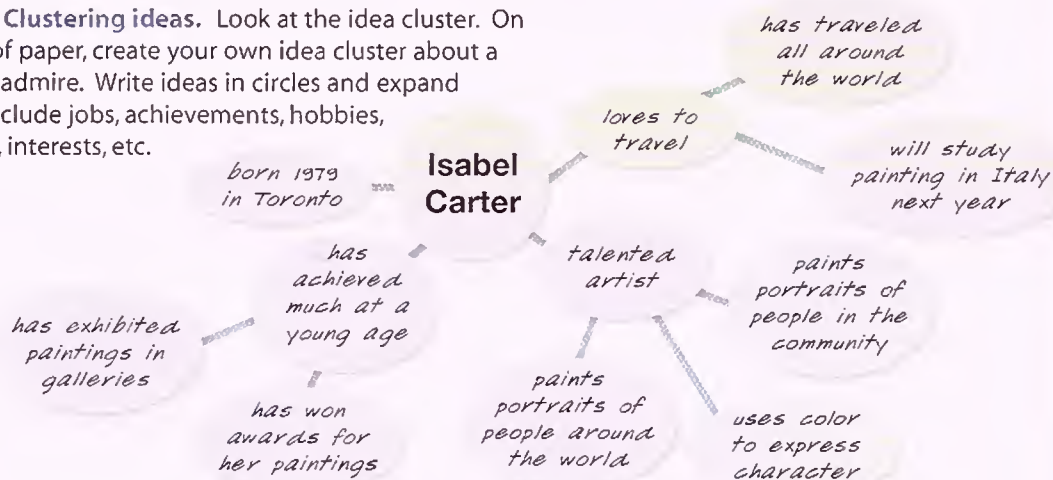 Clustering ideas. Look at the idea cluster. On
of paper, create your own idea cluster about a
admire. Write ideas in circles and expand
clude jobs, achievements, hobbies,
, interests, etc.
Isabel
Carter
born 1979
in Toronto
loves to
travel
has traveled
all around
the world
will study
painting in Italy
next year
has
achieved
much at a
young age
has exhibited
paintings in
galleries
has won
awards for
her paintings
talented
artist
paints
portraits of
people around
the world
uses color
to express
character
paints
portraits of
people in the
community